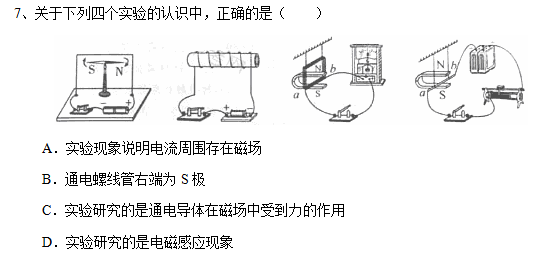 7、关于下列四个实验的认识中，正确的是（　　）
S N
− +
+ −
N b
a S
N b
a S
A．实验现象说明电流周围存在磁场
B．通电螺线管右端为 S 极
C．实验研究的是通电导体在磁场中受到力的作用
D．实验研究的是电磁感应现象